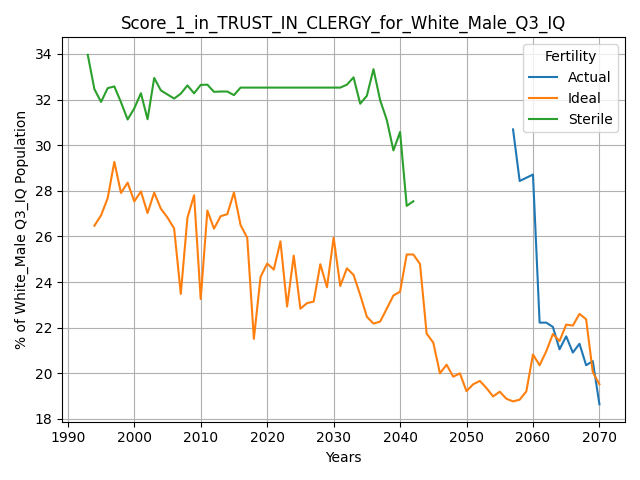 Score_1_in_TRUST_IN_CLERGY_for_White_Male_Q3_IQ
Fertility
Actual
Ideal
Sterile
% of White_Male Q3_IQ Population
34
32
30
28
26
24
22
20
18
1990
2000
2010
2020
2030
2040
2050
2060
2070
Years